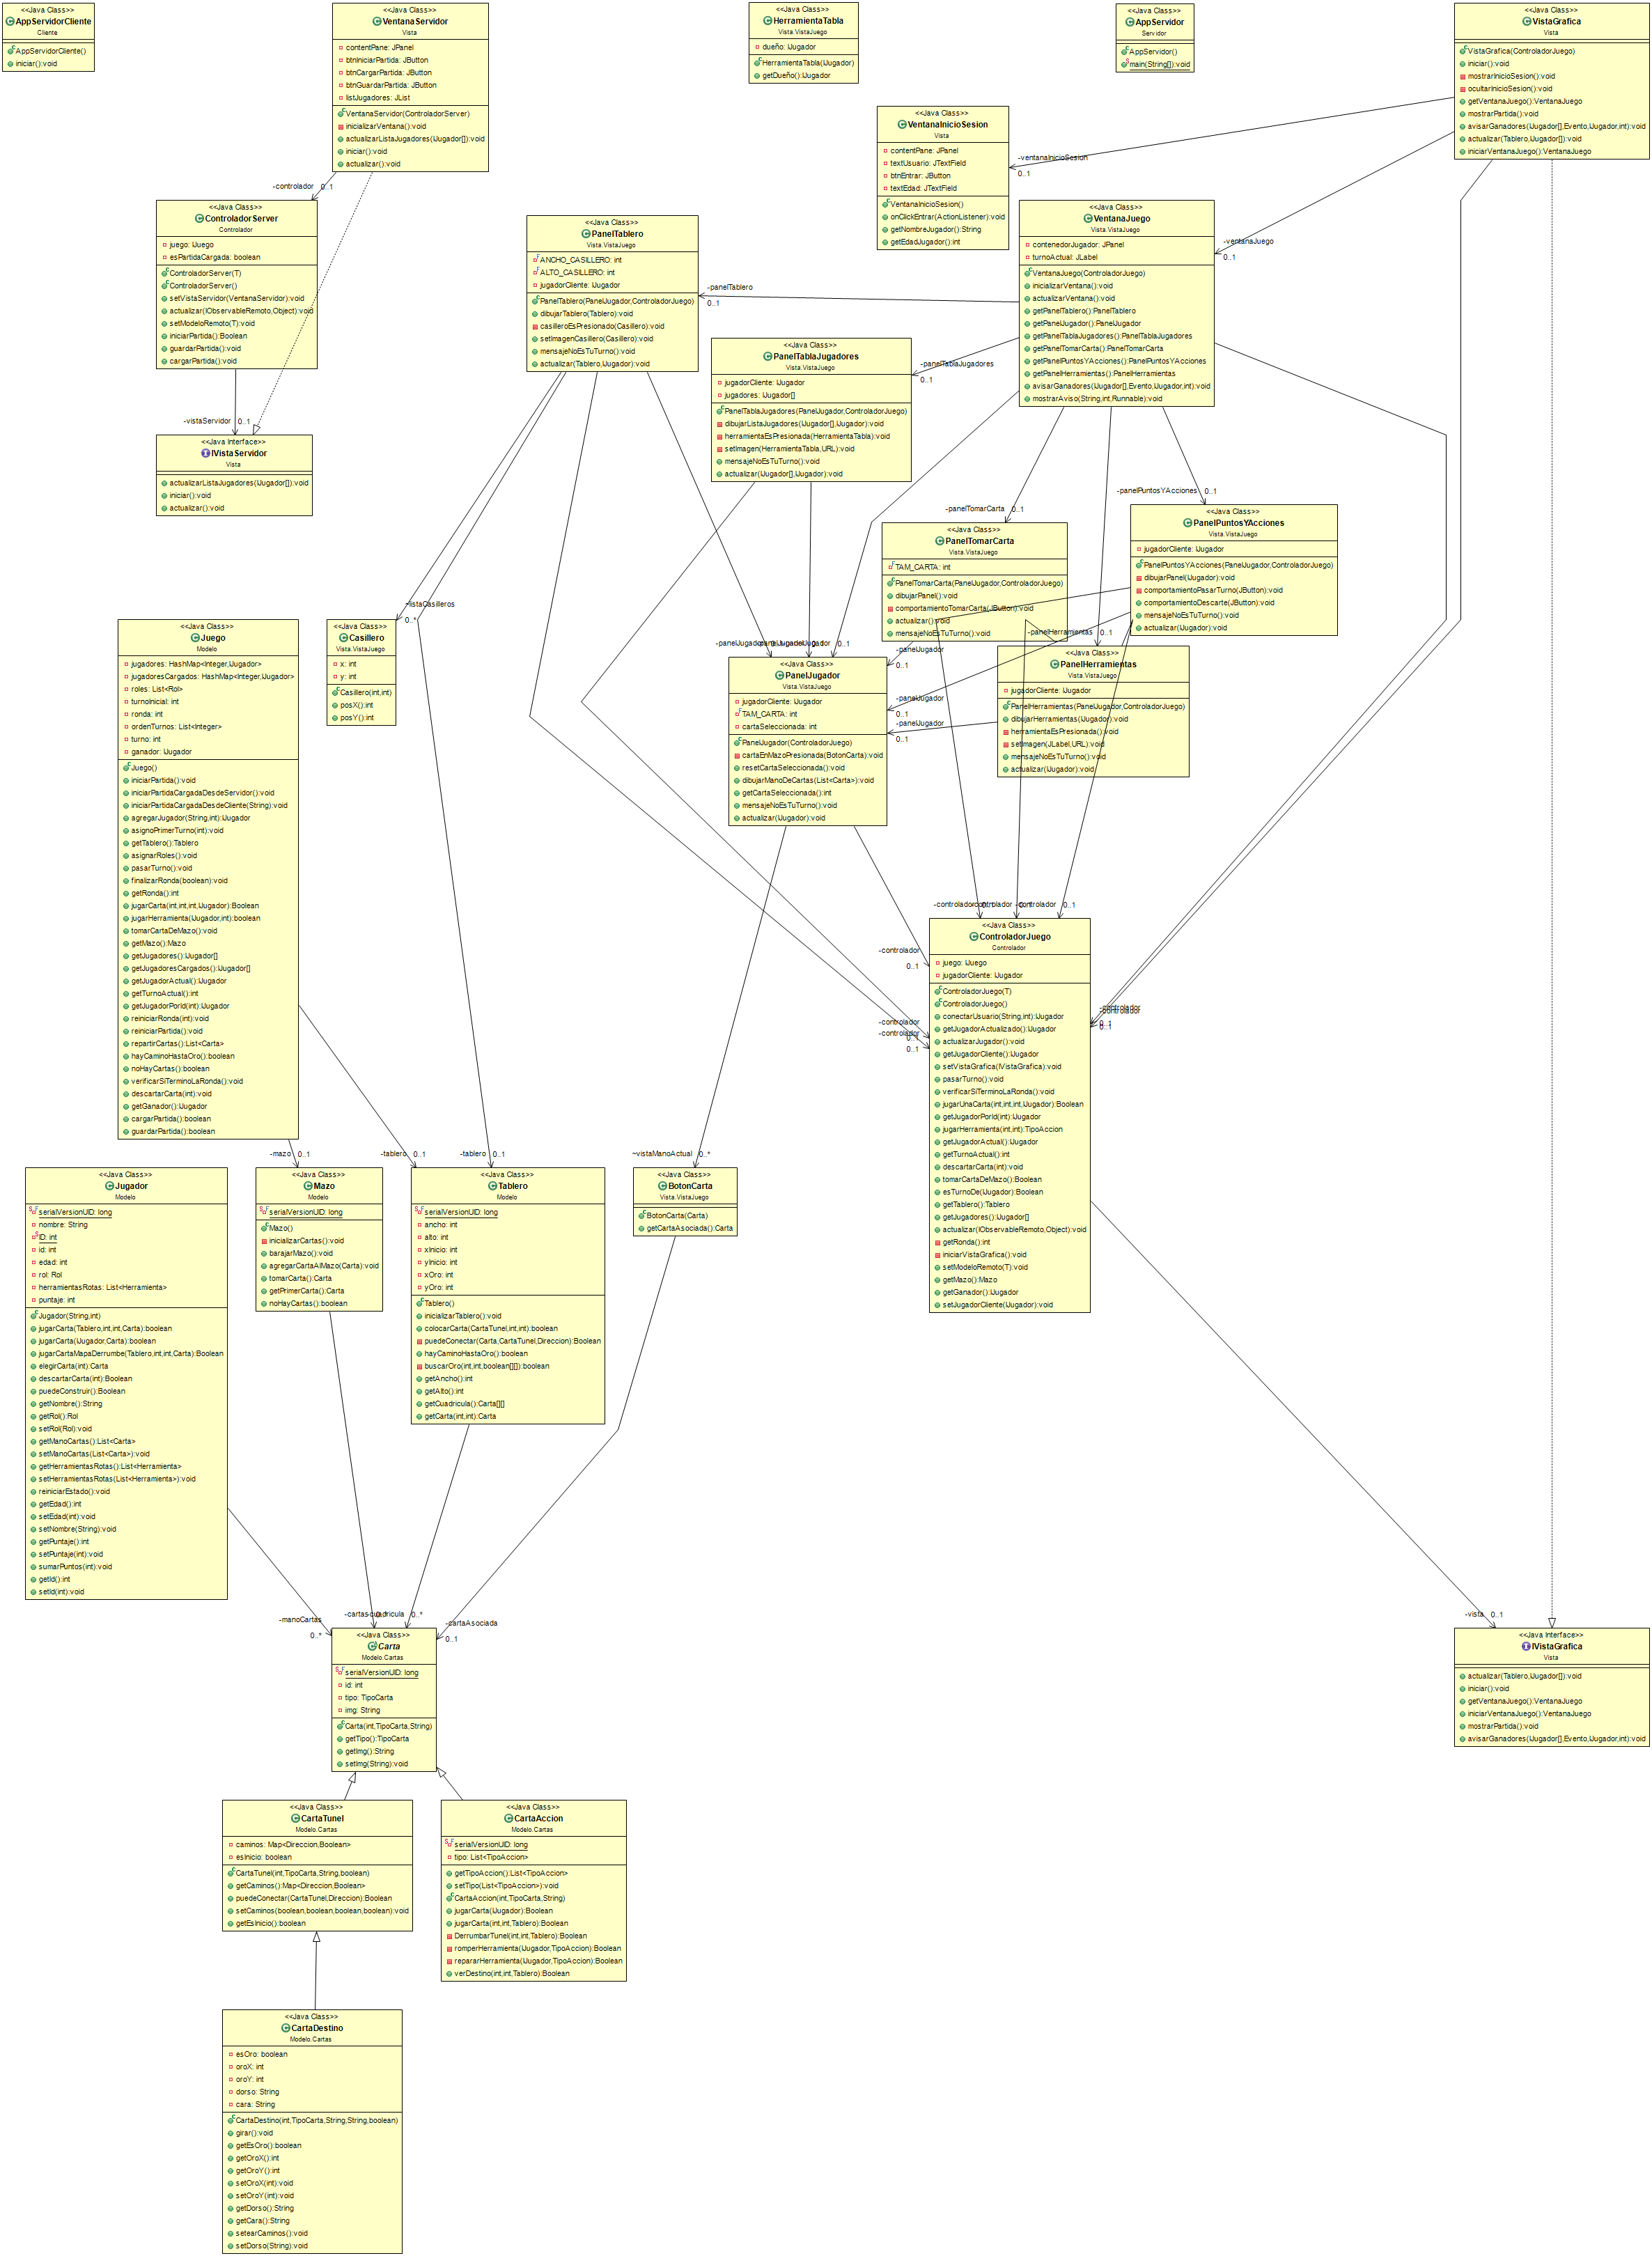 <<Java Class>>
AppServidorCliente
Cliente
AppServidorCliente()
iniciar():void
<<Java Class>>
VentanaServidor
Vista
contentPane: JPanel
btnIniciarPartida: JButton
btnCargarPartida: JButton
btnGuardarPartida: JButton
listJugadores: JList
VentanaServidor(ControladorServer)
inicializarVentana():void
actualizarListaJugadores(IJugador[]):void
iniciar():void
actualizar():void
<<Java Class>>
HerramientaTabla
Vista.VistaJuego
dueño: IJugador
HerramientaTabla(IJugador)
getDueño():IJugador
<<Java Class>>
AppServidor
Servidor
AppServidor()
main(String[]):void
<<Java Class>>
VistaGrafica
Vista
VistaGrafica(ControladorJuego)
iniciar():void
mostrarInicioSesion():void
ocultarInicioSesion():void
getVentanaJuego():VentanaJuego
mostrarPartida():void
avisarGanadores(IJugador[],Evento,IJugador,int):void
actualizar(Tablero,IJugador[]):void
iniciarVentanaJuego():VentanaJuego
<<Java Class>>
VentanaInicioSesion
Vista
contentPane: JPanel
textUsuario: JTextField
btnEntrar: JButton
textEdad: JTextField
VentanaInicioSesion()
onClickEntrar(ActionListener):void
getNombreJugador():String
getEdadJugador():int
-ventanaInicioSesion
0..1
-controlador 0..1
<<Java Class>>
ControladorServer
Controlador
juego: IJuego
esPartidaCargada: boolean
ControladorServer(T)
ControladorServer()
setVistaServidor(VentanaServidor):void
actualizar(IObservableRemoto,Object):void
setModeloRemoto(T):void
iniciarPartida():Boolean
guardarPartida():void
cargarPartida():void
<<Java Class>>
PanelTablero
Vista.VistaJuego
ANCHO_CASILLERO: int
ALTO_CASILLERO: int
jugadorCliente: IJugador
PanelTablero(PanelJugador,ControladorJuego)
dibujarTablero(Tablero):void
casilleroEsPresionado(Casillero):void
setImagenCasillero(Casillero):void
mensajeNoEsTuTurno():void
actualizar(Tablero,IJugador):void
<<Java Class>>
VentanaJuego
Vista.VistaJuego
contenedorJugador: JPanel
turnoActual: JLabel
VentanaJuego(ControladorJuego)
inicializarVentana():void
actualizarVentana():void
getPanelTablero():PanelTablero
getPanelJugador():PanelJugador
getPanelTablaJugadores():PanelTablaJugadores
getPanelTomarCarta():PanelTomarCarta
getPanelPuntosYAcciones():PanelPuntosYAcciones
getPanelHerramientas():PanelHerramientas
avisarGanadores(IJugador[],Evento,IJugador,int):void
mostrarAviso(String,int,Runnable):void
-ventanaJuego
0..1
-panelTablero
0..1
<<Java Class>>
PanelTablaJugadores
Vista.VistaJuego
jugadorCliente: IJugador
jugadores: IJugador[]
PanelTablaJugadores(PanelJugador,ControladorJuego)
dibujarListaJugadores(IJugador[],IJugador):void
herramientaEsPresionada(HerramientaTabla):void
setImagen(HerramientaTabla,URL):void
mensajeNoEsTuTurno():void
actualizar(IJugador[],IJugador):void
-panelTablaJugadores
0..1
-vistaServidor 0..1
<<Java Interface>>
IVistaServidor
Vista
actualizarListaJugadores(IJugador[]):void
iniciar():void
actualizar():void
-panelTomarCarta 0..1
<<Java Class>>
PanelTomarCarta
Vista.VistaJuego
TAM_CARTA: int
PanelTomarCarta(PanelJugador,ControladorJuego)
dibujarPanel():void
comportamientoTomarCarta(JButton):void
actualizar():void
mensajeNoEsTuTurno():void
-panelPuntosYAcciones 0..1
<<Java Class>>
PanelPuntosYAcciones
Vista.VistaJuego
jugadorCliente: IJugador
PanelPuntosYAcciones(PanelJugador,ControladorJuego)
dibujarPanel(IJugador):void
comportamientoPasarTurno(JButton):void
comportamientoDescarte(JButton):void
mensajeNoEsTuTurno():void
actualizar(IJugador):void
-panelHerramientas 0..1
<<Java Class>>
PanelHerramientas
Vista.VistaJuego
jugadorCliente: IJugador
PanelHerramientas(PanelJugador,ControladorJuego)
dibujarHerramientas(IJugador):void
herramientaEsPresionada():void
setImagen(JLabel,URL):void
mensajeNoEsTuTurno():void
actualizar(IJugador):void
~listaCasilleros
0..*
<<Java Class>>
Casillero
Vista.VistaJuego
x: int
y: int
Casillero(int,int)
posX():int
posY():int
-panelJugador
0..1
-panelJugador
0..1
-panelJugador
0..1
-panelJugador
0..1
<<Java Class>>
PanelJugador
Vista.VistaJuego
jugadorCliente: IJugador
TAM_CARTA: int
cartaSeleccionada: int
PanelJugador(ControladorJuego)
cartaEnMazoPresionada(BotonCarta):void
resetCartaSeleccionada():void
dibujarManoDeCartas(List<Carta>):void
getCartaSeleccionada():int
mensajeNoEsTuTurno():void
actualizar(IJugador):void
<<Java Class>>
Juego
Modelo
jugadores: HashMap<Integer,IJugador>
jugadoresCargados: HashMap<Integer,IJugador>
roles: List<Rol>
turnoInicial: int
ronda: int
ordenTurnos: List<Integer>
turno: int
ganador: IJugador
Juego()
iniciarPartida():void
iniciarPartidaCargadaDesdeServidor():void
iniciarPartidaCargadaDesdeCliente(String):void
agregarJugador(String,int):IJugador
asignoPrimerTurno(int):void
getTablero():Tablero
asignarRoles():void
pasarTurno():void
finalizarRonda(boolean):void
getRonda():int
jugarCarta(int,int,int,IJugador):Boolean
jugarHerramienta(IJugador,int):boolean
tomarCartaDeMazo():void
getMazo():Mazo
getJugadores():IJugador[]
getJugadoresCargados():IJugador[]
getJugadorActual():IJugador
getTurnoActual():int
getJugadorPorId(int):IJugador
reiniciarRonda(int):void
reiniciarPartida():void
repartirCartas():List<Carta>
hayCaminoHastaOro():boolean
noHayCartas():boolean
verificarSiTerminoLaRonda():void
descartarCarta(int):void
getGanador():IJugador
cargarPartida():boolean
guardarPartida():boolean
-controlador 0..1
<<Java Class>>
ControladorJuego
Controlador
juego: IJuego
jugadorCliente: IJugador
ControladorJuego(T)
ControladorJuego()
conectarUsuario(String,int):IJugador
getJugadorActualizado():IJugador
actualizarJugador():void
getJugadorCliente():IJugador
setVistaGrafica(IVistaGrafica):void
pasarTurno():void
verificarSiTerminoLaRonda():void
jugarUnaCarta(int,int,int,IJugador):Boolean
getJugadorPorId(int):IJugador
jugarHerramienta(int,int):TipoAccion
getJugadorActual():IJugador
getTurnoActual():int
descartarCarta(int):void
tomarCartaDeMazo():Boolean
esTurnoDe(IJugador):Boolean
getTablero():Tablero
getJugadores():IJugador[]
actualizar(IObservableRemoto,Object):void
getRonda():int
iniciarVistaGrafica():void
setModeloRemoto(T):void
getMazo():Mazo
getGanador():IJugador
setJugadorCliente(IJugador):void
-controlador
0..1
-controlador
-controlador
0..1
-controlador
0..1
-mazo 0..1
-tablero 0..1
-tablero 0..1
~vistaManoActual 0..*
<<Java Class>>
Jugador
Modelo
serialVersionUID: long
nombre: String
ID: int
id: int
edad: int
rol: Rol
herramientasRotas: List<Herramienta>
puntaje: int
Jugador(String,int)
jugarCarta(Tablero,int,int,Carta):boolean
jugarCarta(IJugador,Carta):boolean
jugarCartaMapaDerrumbe(Tablero,int,int,Carta):Boolean
elegirCarta(int):Carta
descartarCarta(int):Boolean
puedeConstruir():Boolean
getNombre():String
getRol():Rol
setRol(Rol):void
getManoCartas():List<Carta>
setManoCartas(List<Carta>):void
getHerramientasRotas():List<Herramienta>
setHerramientasRotas(List<Herramienta>):void
reiniciarEstado():void
getEdad():int
setEdad(int):void
setNombre(String):void
getPuntaje():int
setPuntaje(int):void
sumarPuntos(int):void
getId():int
setId(int):void
<<Java Class>>
Mazo
Modelo
serialVersionUID: long
Mazo()
inicializarCartas():void
barajarMazo():void
agregarCartaAlMazo(Carta):void
tomarCarta():Carta
getPrimerCarta():Carta
noHayCartas():boolean
<<Java Class>>
Tablero
Modelo
serialVersionUID: long
ancho: int
alto: int
xInicio: int
yInicio: int
xOro: int
yOro: int
Tablero()
inicializarTablero():void
colocarCarta(CartaTunel,int,int):boolean
puedeConectar(Carta,CartaTunel,Direccion):Boolean
hayCaminoHastaOro():boolean
buscarOro(int,int,boolean[][]):boolean
getAncho():int
getAlto():int
getCuadricula():Carta[][]
getCarta(int,int):Carta
<<Java Class>>
BotonCarta
Vista.VistaJuego
BotonCarta(Carta)
getCartaAsociada():Carta
-manoCartas
0..*
-cartas
-cuadricula 0..*
-cartaAsociada
0..1
<<Java Class>>
Carta
Modelo.Cartas
serialVersionUID: long
id: int
tipo: TipoCarta
img: String
Carta(int,TipoCarta,String)
getTipo():TipoCarta
getImg():String
setImg(String):void
-vista 0..1
<<Java Interface>>
IVistaGrafica
Vista
actualizar(Tablero,IJugador[]):void
iniciar():void
getVentanaJuego():VentanaJuego
iniciarVentanaJuego():VentanaJuego
mostrarPartida():void
avisarGanadores(IJugador[],Evento,IJugador,int):void
<<Java Class>>
CartaTunel
Modelo.Cartas
caminos: Map<Direccion,Boolean>
esInicio: boolean
CartaTunel(int,TipoCarta,String,boolean)
getCaminos():Map<Direccion,Boolean>
puedeConectar(CartaTunel,Direccion):Boolean
setCaminos(boolean,boolean,boolean,boolean):void
getEsInicio():boolean
<<Java Class>>
CartaAccion
Modelo.Cartas
serialVersionUID: long
tipo: List<TipoAccion>
getTipoAccion():List<TipoAccion>
setTipo(List<TipoAccion>):void
CartaAccion(int,TipoCarta,String)
jugarCarta(IJugador):Boolean
jugarCarta(int,int,Tablero):Boolean
DerrumbarTunel(int,int,Tablero):Boolean
romperHerramienta(IJugador,TipoAccion):Boolean
repararHerramienta(IJugador,TipoAccion):Boolean
verDestino(int,int,Tablero):Boolean
<<Java Class>>
CartaDestino
Modelo.Cartas
esOro: boolean
oroX: int
oroY: int
dorso: String
cara: String
CartaDestino(int,TipoCarta,String,String,boolean)
girar():void
getEsOro():boolean
getOroX():int
getOroY():int
setOroX(int):void
setOroY(int):void
getDorso():String
getCara():String
setearCaminos():void
setDorso(String):void